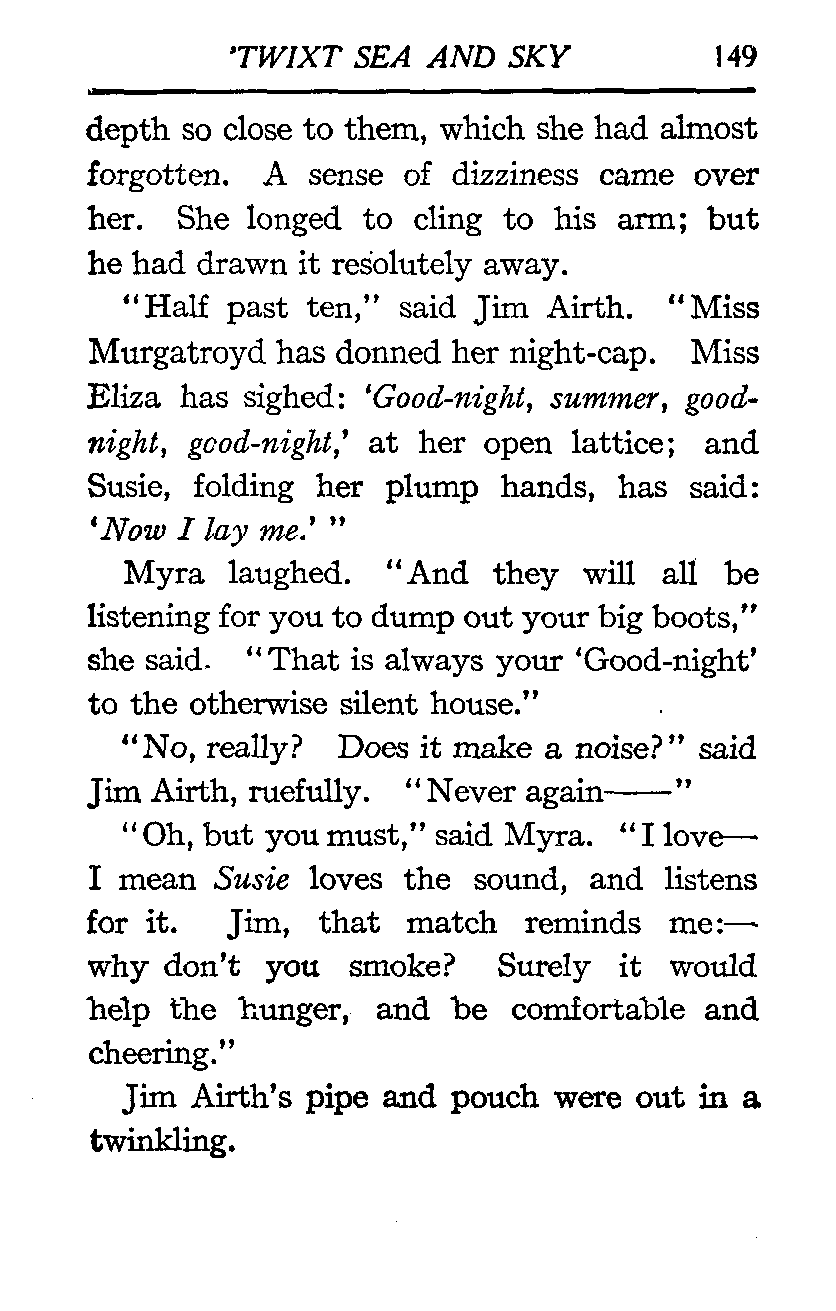 'TWIXT SEA AND SKY 149
depth so close to them, which she had almost
forgotten. A sense of dizziness came over
her. She longed to cling to his arm; but
he had drawn it resolutely away.
"Half past ten," said Jim Airth. "Miss
Murgatroyd has donned her night-cap. Miss
Eliza has sighed: 'Good-night, summer, good-
night, good-night,' at her open lattice; and
Susie, folding her plump hands, has said:
'Now I lay me.' "
Myra laughed. "And they will all be
listening for you to dump out your big boots,"
she said. "That is always your 'Good-night'
to the otherwise silent house."
"No, really? Does it make a noise?" said
Jim Airth, ruefully. "Never again——"
"Oh, but you must," said Myra. "I love—
I mean Susie loves the sound, and listens
for it. Jim, that match reminds me:—
why don't you smoke? Surely it would
help the hunger, and be comfortable and
cheering."
Jim Airth's pipe and pouch were out in a
twinkling.